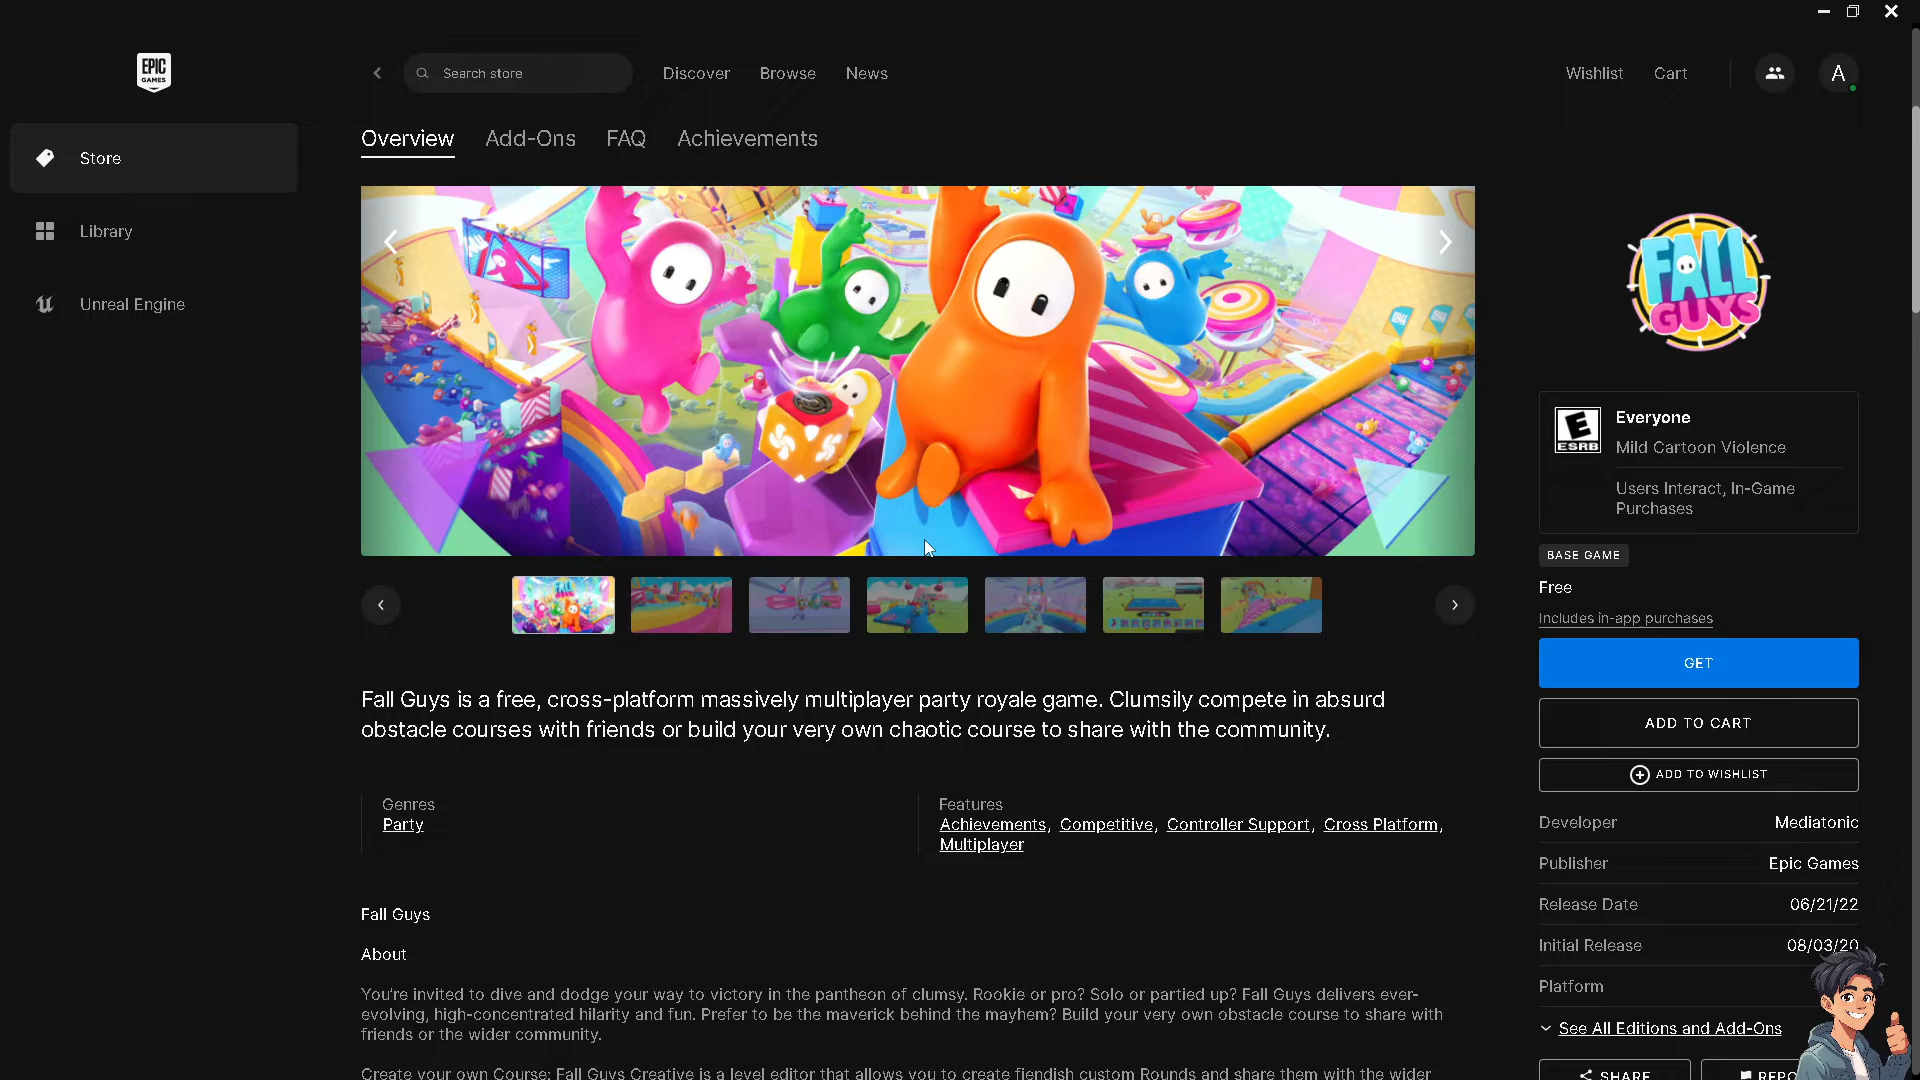 EPIC
GAMES
Search store
Discover
Browse
News
Wishlist
Cart
A
Store
Library
Unreal Engine
Overview
Add-Ons
FAQ
Achievements
FALL
GUYS
E
ESRB
Everyone
Mild Cartoon Violence
Users Interact, In-Game
Purchases
BASE GAME
Free
Includes in-app purchases
GET
ADD TO CART
ADD TO WISHLIST
Developer
Mediatonic
Publisher
Epic Games
Release Date
06/21/22
Initial Release
08/03/20
Platform
See All Editions and Add-Ons
SHARE
REPO
Fall Guys is a free, cross-platform massively multiplayer party royale game. Clumsily compete in absurd
obstacle courses with friends or build your very own chaotic course to share with the community.
Genres
Party
Features
Achievements, Competitive, Controller Support, Cross Platform,
Multiplayer
Fall Guys
About
You're invited to dive and dodge your way to victory in the pantheon of clumsy. Rookie or pro? Solo or partied up? Fall Guys delivers ever-
evolving, high-concentrated hilarity and fun. Prefer to be the maverick behind the mayhem? Build your very own obstacle course to share with
friends or the wider community.
Create your own Course: Fall Guys Creative is a level editor that allows you to create fiendish custom Rounds and share them with the wider